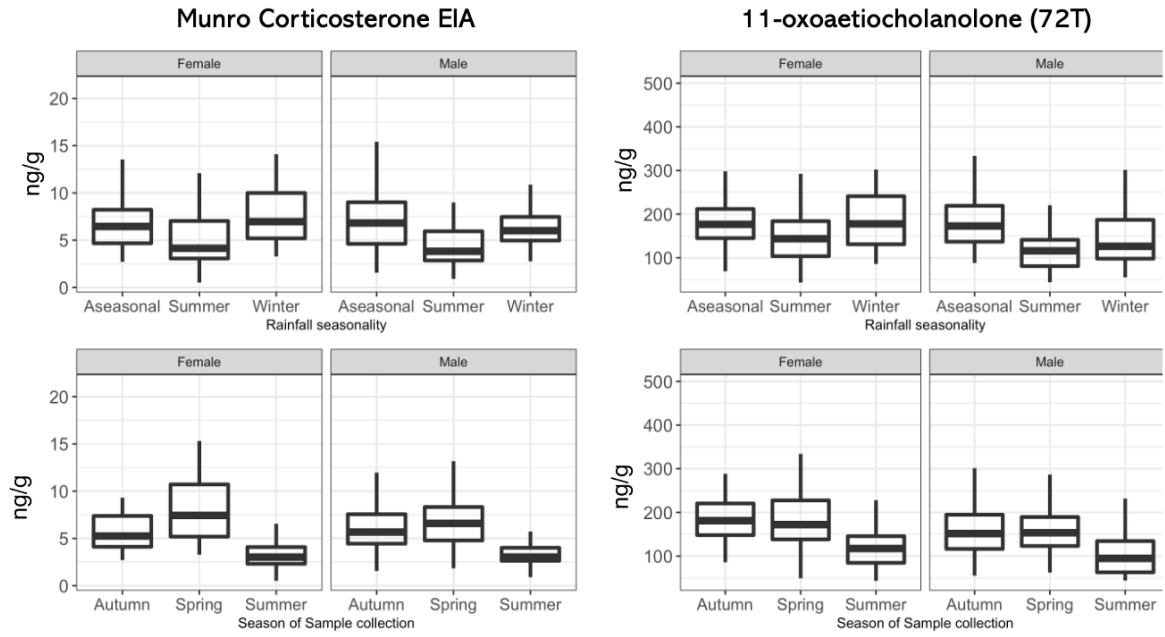 Munro Corticosterone EIA
11-oxoaetiocholanolone (72T)
Female
Male
ng/g
20
15
10
5
0
Aseasonal Summer Winter
Aseasonal Summer Winter
Rainfall seasonality
Female
Male
ng/g
500
400
300
200
100
Aseasonal Summer Winter
Aseasonal Summer Winter
Rainfall seasonality
Female
Male
ng/g
20
15
10
5
0
Autumn Spring Summer
Autumn Spring Summer
Season of Sample collection
Female
Male
ng/g
500
400
300
200
100
Autumn Spring Summer
Autumn Spring Summer
Season of Sample collection